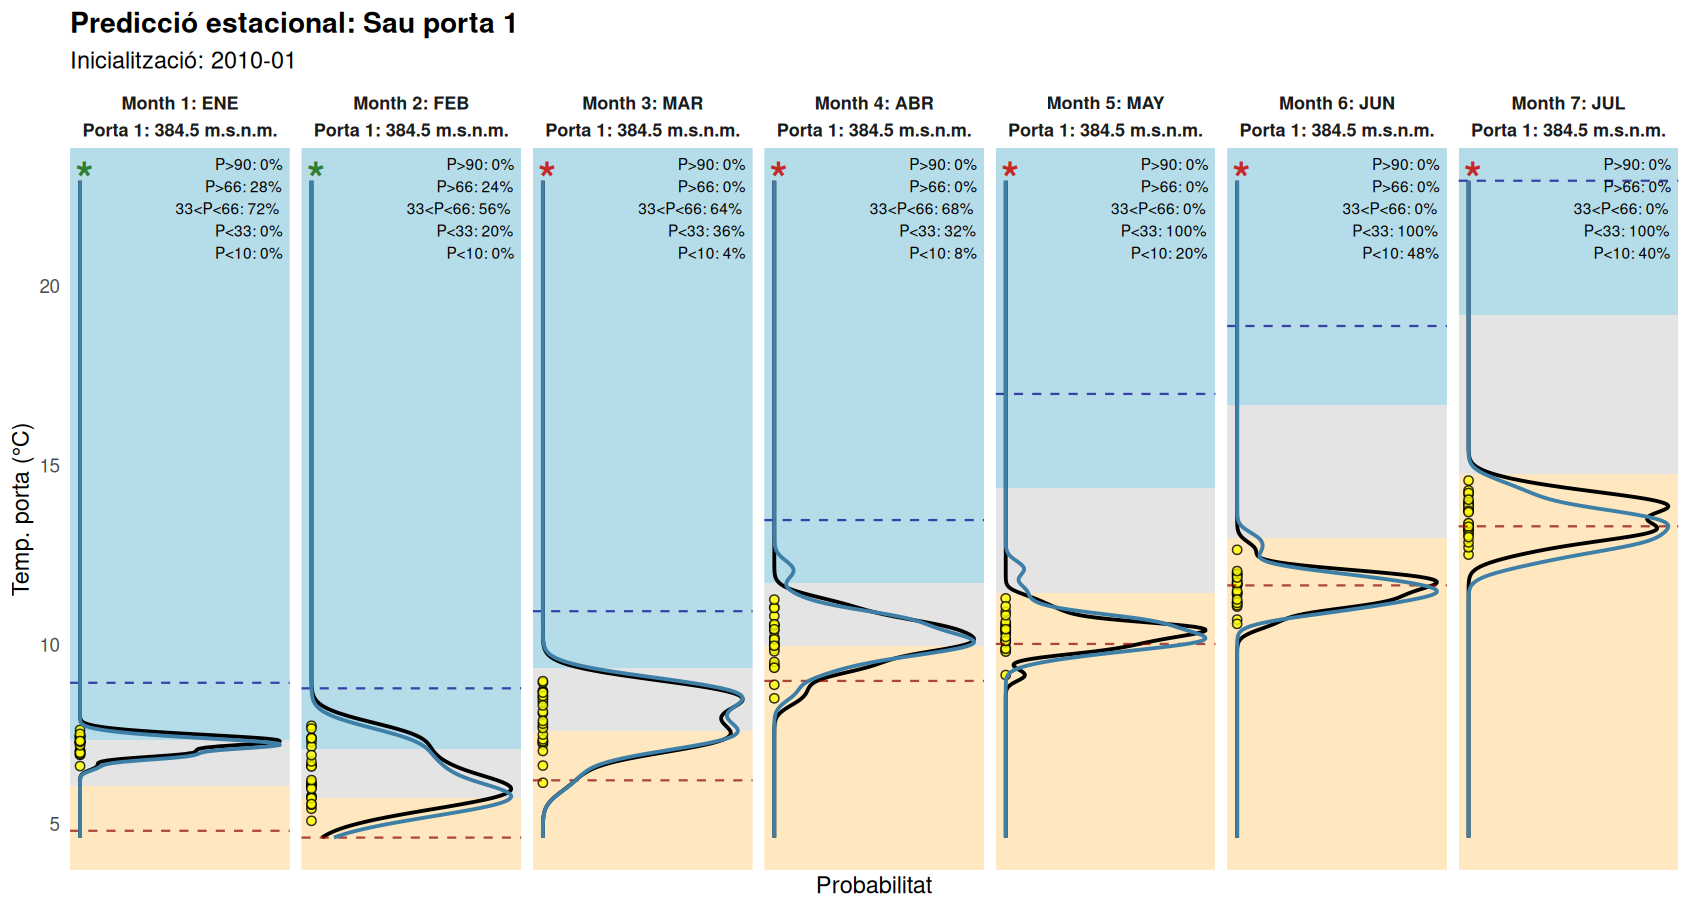 Predicció estacional: Sau porta 1
Inicialització: 2010-01
Month 1: ENE
Porta 1: 384.5 m.s.n.m.
Month 2: FEB
Porta 1: 384.5 m.s.n.m.
Month 3: MAR
Porta 1: 384.5 m.s.n.m.
Month 4: ABR
Porta 1: 384.5 m.s.n.m.
Month 5: MAY
Porta 1: 384.5 m.s.n.m.
Month 6: JUN
Porta 1: 384.5 m.s.n.m.
Month 7: JUL
Porta 1: 384.5 m.s.n.m.
*
P>90: 0%
P>66: 28%
33<P<66: 72%
P<33: 0%
P<10: 0%
*
P>90: 0%
P>66: 24%
33<P<66: 56%
P<33: 20%
P<10: 0%
*
P>90: 0%
P>66: 0%
33<P<66: 64%
P<33: 36%
P<10: 4%
*
P>90: 0%
P>66: 0%
33<P<66: 68%
P<33: 32%
P<10: 8%
*
P>90: 0%
P>66: 0%
33<P<66: 0%
P<33: 100%
P<10: 20%
*
P>90: 0%
P>66: 0%
33<P<66: 0%
P<33: 100%
P<10: 48%
*
P>90: 0%
P>66: 0%
33<P<66: 0%
P<33: 100%
P<10: 40%
Temp. porta (°C)
20
15
10
5
Probabilitat